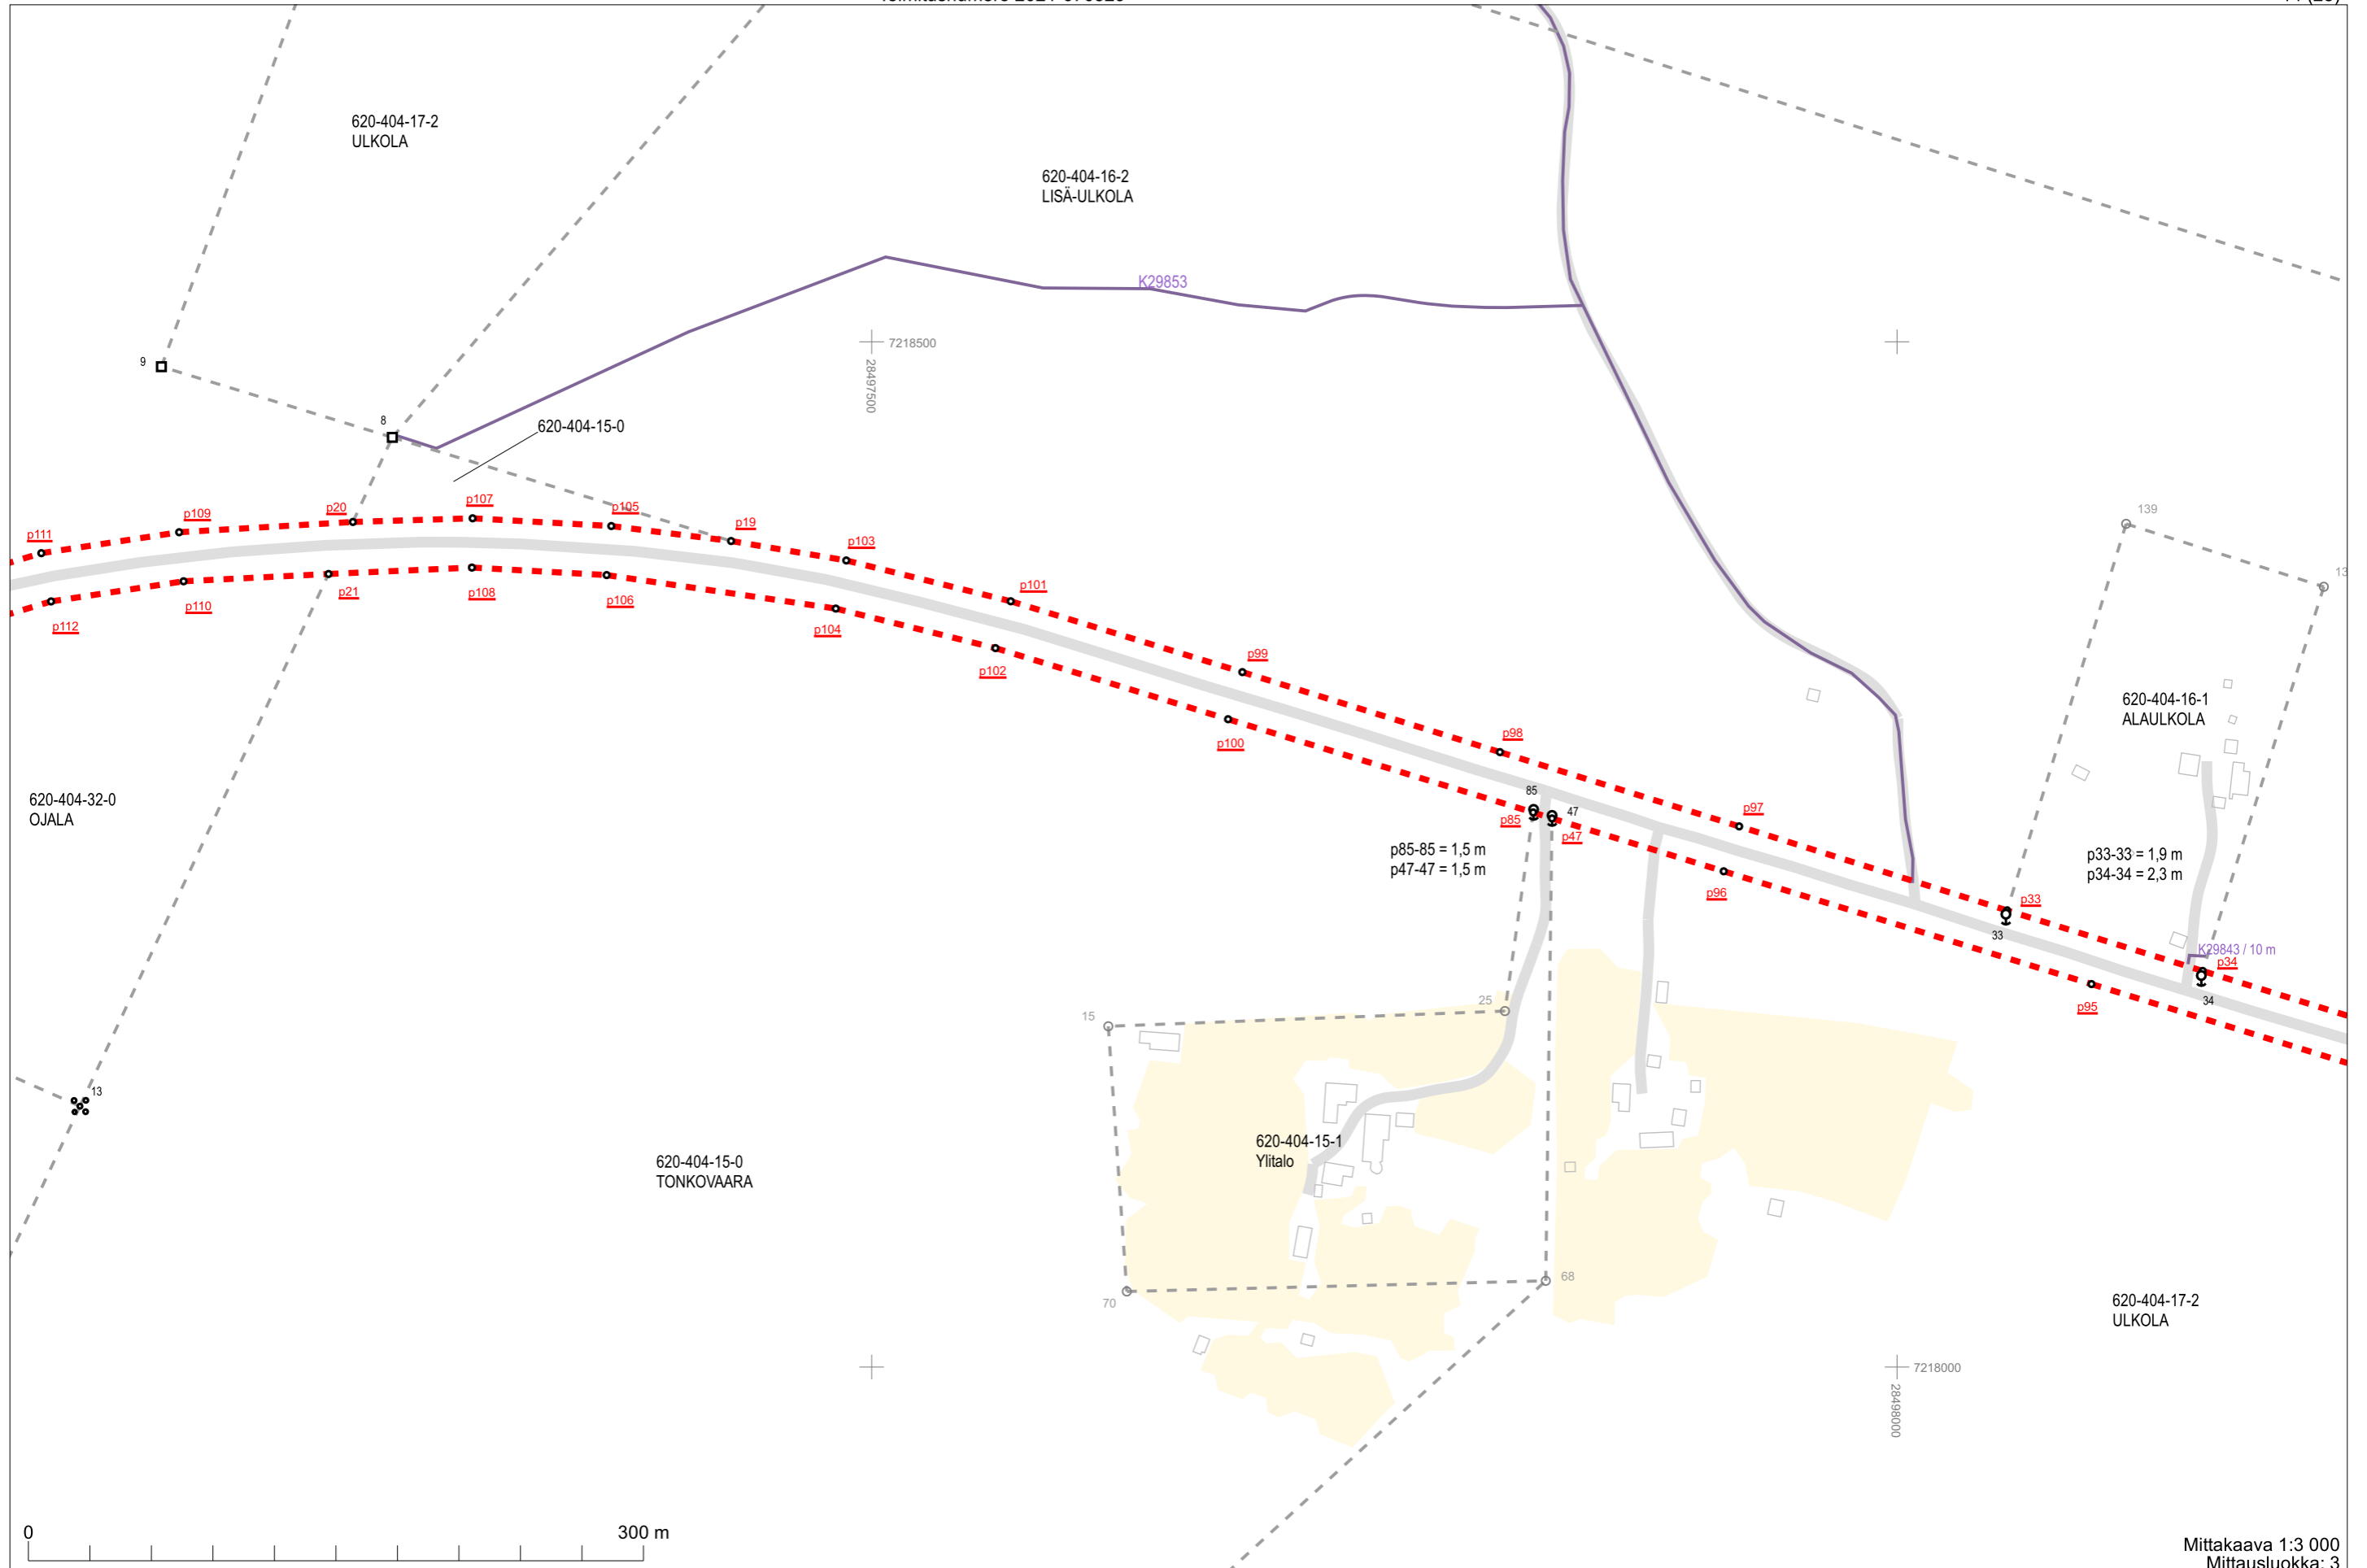 620-404-17-2
ULKOLA
620-404-16-2
LISÄ-ULKOLA
K29853
7218500
28497500
9
8
620-404-15-0
p111
p109
p20
p107
p105
p19
p103
p101
p99
p98
p97
p33
p34
p112
p110
p21
p108
p106
p104
p102
p100
p85
p47
p96
p95
85
47
33
34
139
13
620-404-16-1
ALAULKOLA
620-404-32-0
OJALA
p85-85 = 1,5 m
p47-47 = 1,5 m
p33-33 = 1,9 m
p34-34 = 2,3 m
K29843 / 10 m
15
25
13
620-404-15-1
Ylitalo
620-404-15-0
TONKOVAARA
70
68
620-404-17-2
ULKOLA
7218000
28498000
0
300 m
Mittakaava 1:3 000
Mittausluokka: 3